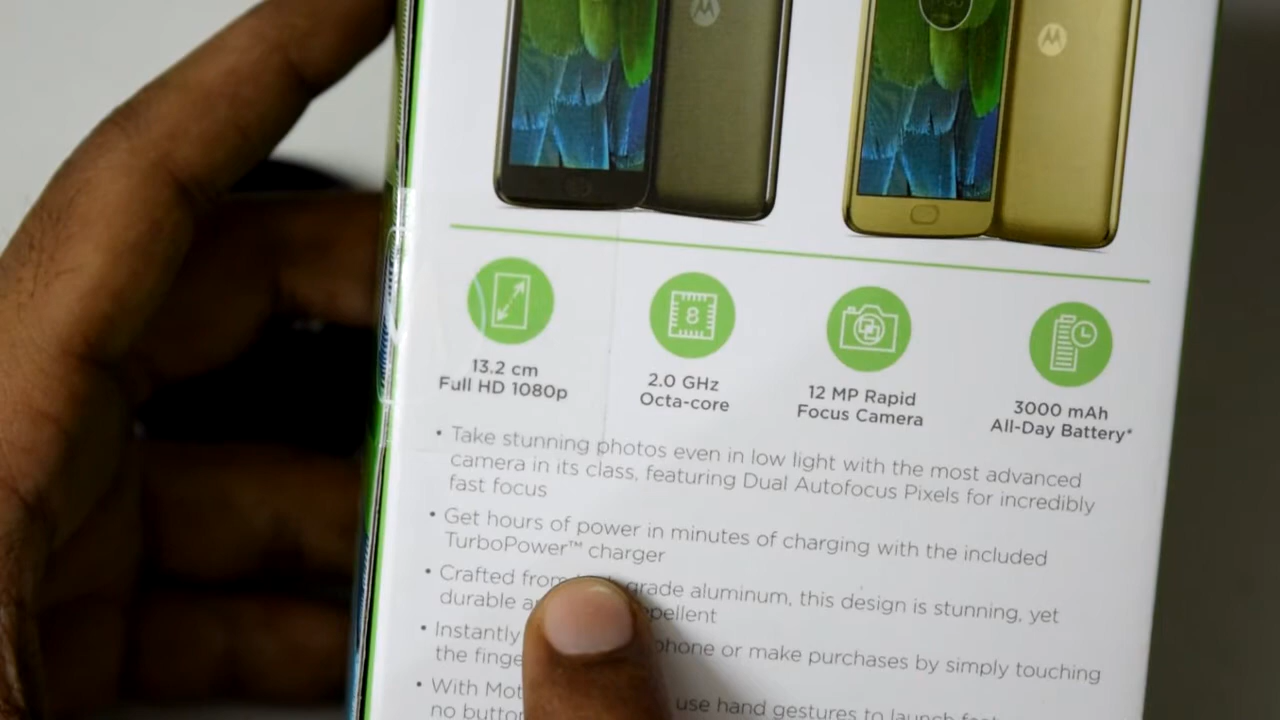 8
13.2 cm
Full HD 1080p
2.0 GHz
Octa-core
12 MP Rapid
Focus Camera
3000 mAh
All-Day Battery*
• Take stunning photos even in low light with the most advanced
camera in its class, featuring Dual Autofocus Pixels for incredibly
fast focus
• Get hours of power in minutes of charging with the included
TurboPower™ charger
• Crafted from grade aluminum, this design is stunning, yet
durable
• Instantly phone or make purchases by simply touching
the
• With use hand gestures to launch
no